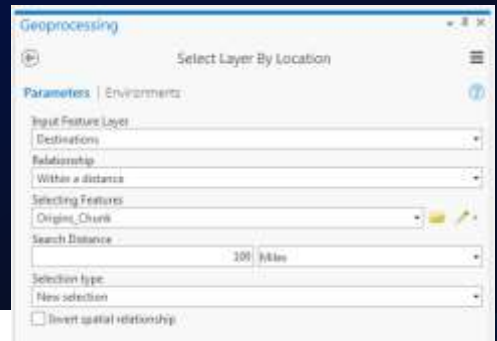 Geoprocessing
Select Layer By Location
Parameters | Environments
Input Feature Layer
Destinations
Relationship
Within a distance
Selecting Features
Origins_Chunk
Search Distance
Miles
Selection type
New selection
Invert spatial relationship